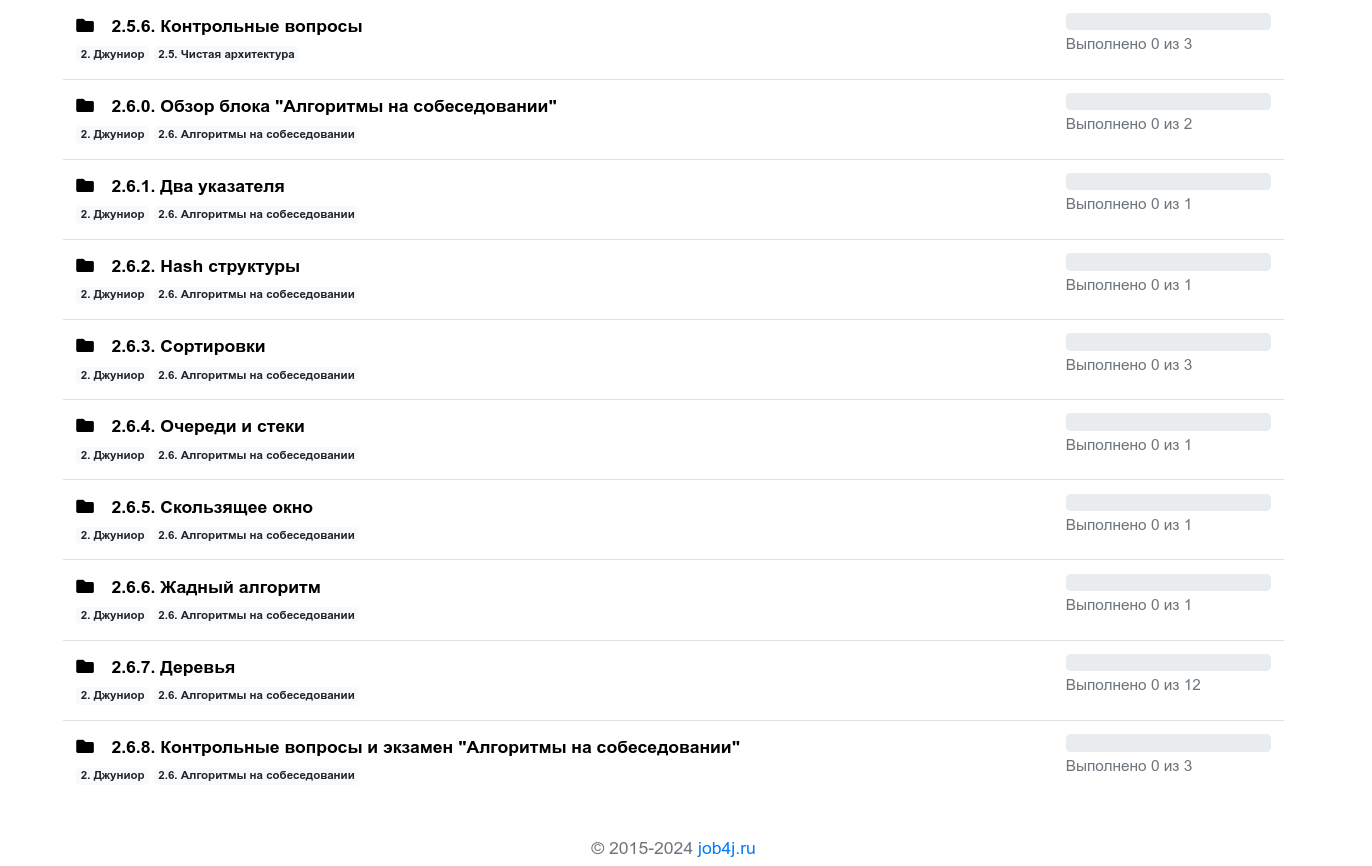 2.5.6. Контрольные вопросы
Выполнено 0 из 3
2. Джуниор 2.5. Чистая архитектура
2.6.0. Обзор блока "Алгоритмы на собеседовании"
Выполнено 0 из 2
2. Джуниор 2.6. Алгоритмы на собеседовании
2.6.1. Два указателя
Выполнено 0 из 1
2. Джуниор 2.6. Алгоритмы на собеседовании
2.6.2. Hash структуры
Выполнено 0 из 1
2. Джуниор 2.6. Алгоритмы на собеседовании
2.6.3. Сортировки
Выполнено 0 из 3
2. Джуниор 2.6. Алгоритмы на собеседовании
2.6.4. Очереди и стеки
Выполнено 0 из 1
2. Джуниор 2.6. Алгоритмы на собеседовании
2.6.5. Скользящее окно
Выполнено 0 из 1
2. Джуниор 2.6. Алгоритмы на собеседовании
2.6.6. Жадный алгоритм
Выполнено 0 из 1
2. Джуниор 2.6. Алгоритмы на собеседовании
2.6.7. Деревья
Выполнено 0 из 12
2. Джуниор 2.6. Алгоритмы на собеседовании
2.6.8. Контрольные вопросы и экзамен "Алгоритмы на собеседовании"
Выполнено 0 из 3
2. Джуниор 2.6. Алгоритмы на собеседовании
© 2015-2024 job4j.ru